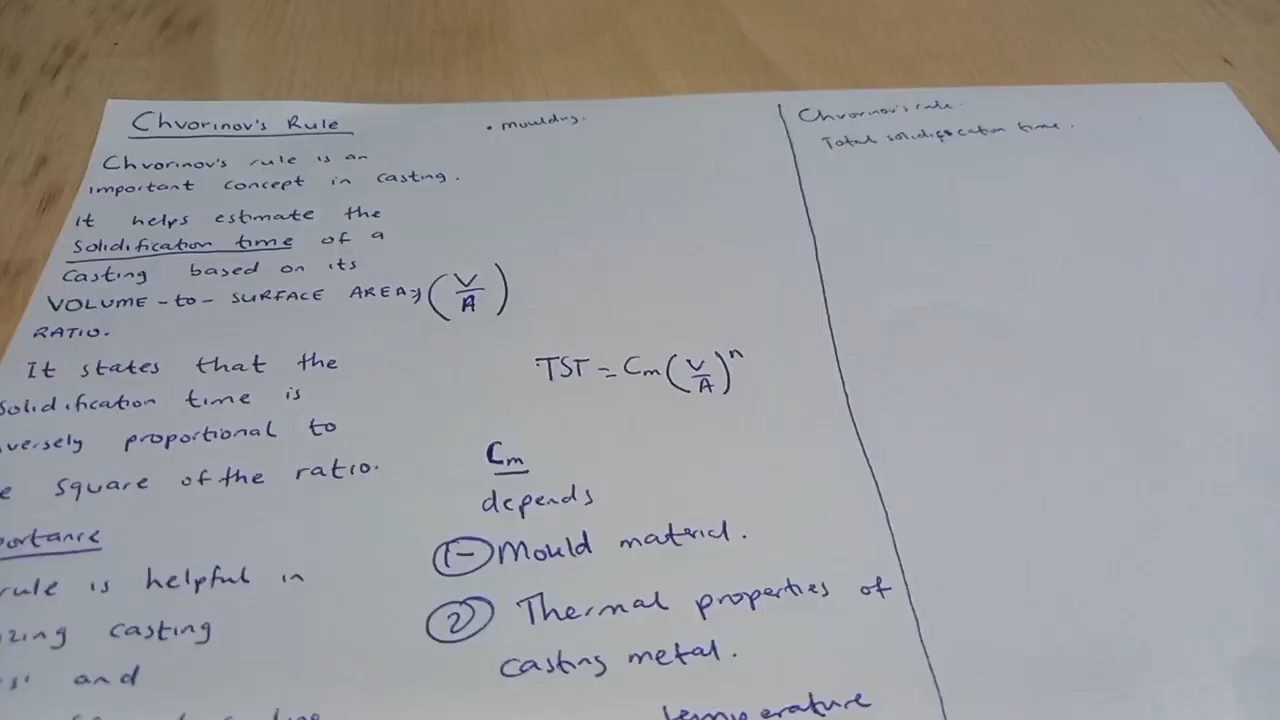 Chvorinov's Rule
Chvorinov's rule is an
important concept in casting.
It helps estimate the
solidification time of a
casting based on its
VOLUME-to-SURFACE AREA (V/A)
RATIO.
It states that the
solidification time is
versely proportional to
e square of the ratio.
portance
rule is helpful in
izing casting
and
• moulding.
TST = Cm (V/A)^n
Cm
depends
1- Mould material.
2) Thermal properties of
casting metal.
temperature
Chvorinov's rule.
Total solidification time.